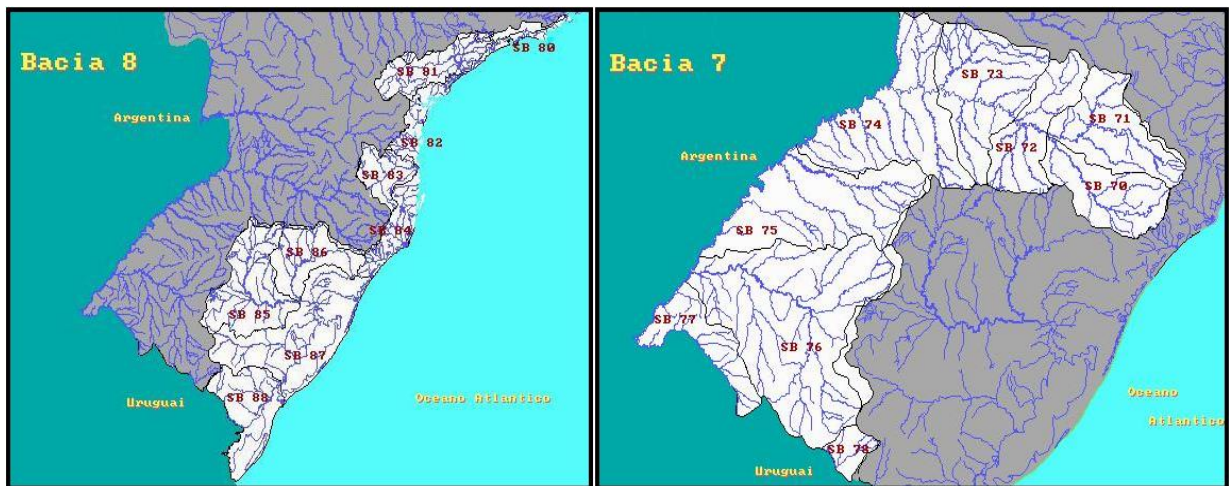 Bacia 8
SB 80
SB 81
Argentina
SB 82
SB 83
SB 84
SB 86
SB 85
SB 87
SB 88
Uruguai
Oceano Atlantico
Bacia 7
SB 73
SB 71
SB 74
SB 72
Argentina
SB 70
SB 75
SB 77
SB 76
Oceano
Atlantico
SB 78
Uruguai